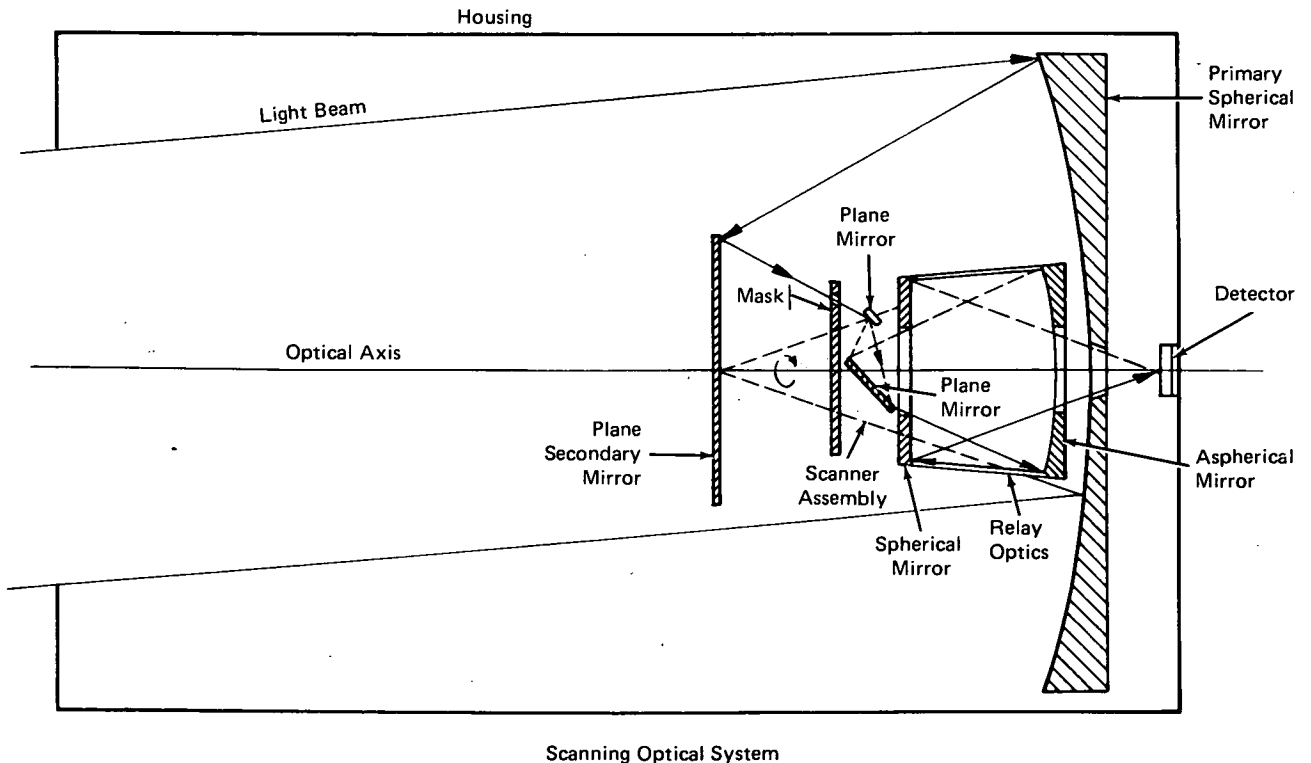 Housing
Light Beam
Primary
Spherical
Mirror
Plane
Mirror
Mask
Detector
Optical Axis
Plane
Mirror
Plane
Secondary
Mirror
Scanner
Assembly
Spherical
Mirror
Relay
Optics
Aspherical
Mirror
Scanning Optical System